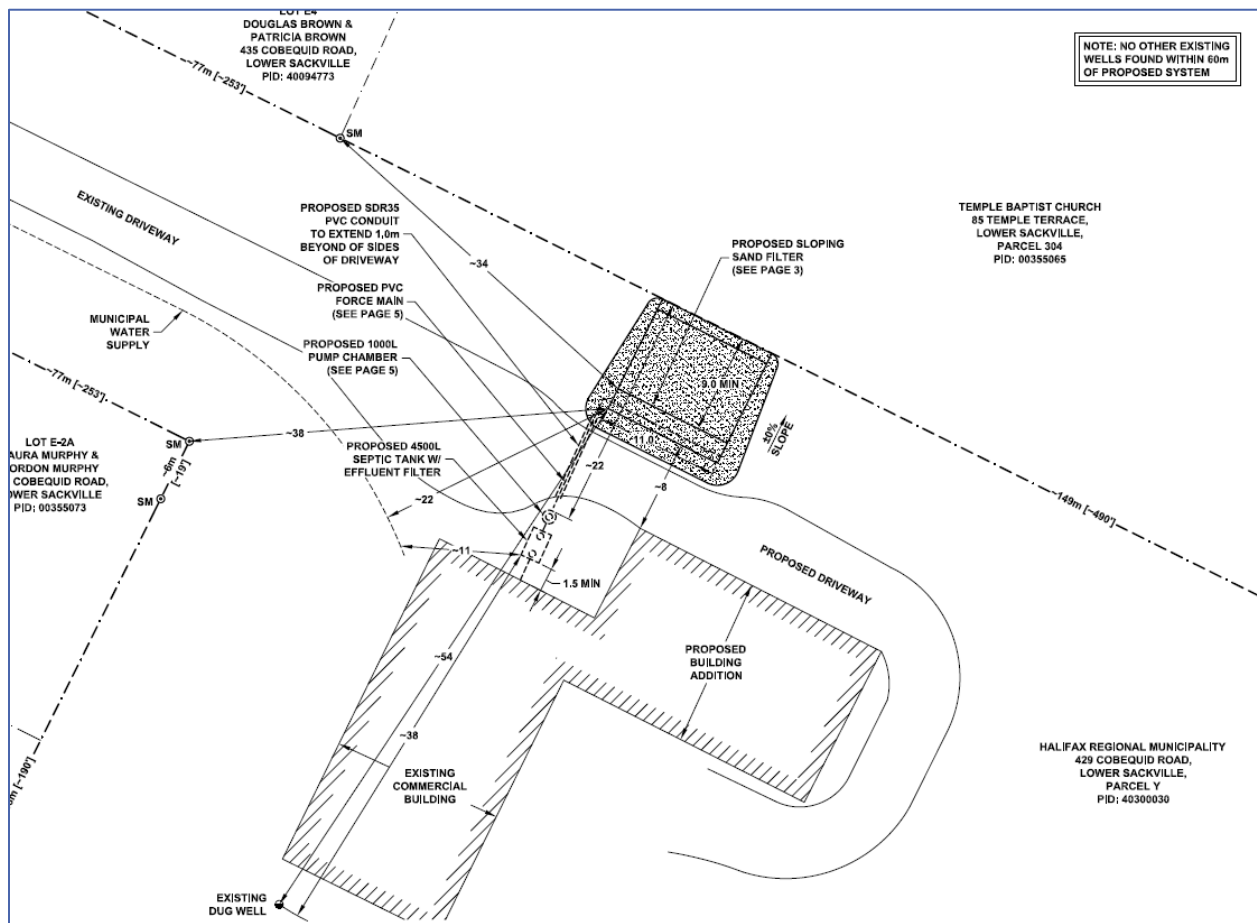 LOT E4
DOUGLAS BROWN &
PATRICIA BROWN
435 COBEQUID ROAD,
LOWER SACKVILLE
PID: 40094773
NOTE: NO OTHER EXISTING
WELLS FOUND WITHIN 60m
OF PROPOSED SYSTEM
~77m [~253']
SM
EXISTING DRIVEWAY
PROPOSED SDR35
PVC CONDUIT
TO EXTEND 1.0m
BEYOND OF SIDES
OF DRIVEWAY
~34
PROPOSED SLOPING
SAND FILTER
(SEE PAGE 3)
TEMPLE BAPTIST CHURCH
85 TEMPLE TERRACE,
LOWER SACKVILLE,
PARCEL 304
PID: 00355065
PROPOSED PVC
FORCE MAIN
(SEE PAGE 5)
MUNICIPAL
WATER
SUPPLY
PROPOSED 1000L
PUMP CHAMBER
(SEE PAGE 5)
~77m [~253']
9.0 MIN
~38
~11.0
±0%
SLOPE
SM
~6m
[~19']
LOT E-2A
AURA MURPHY &
ORDON MURPHY
COBEQUID ROAD,
OWER SACKVILLE
PID: 00355073
PROPOSED 4500L
SEPTIC TANK W/
EFFLUENT FILTER
~22
~8
SM
~22
~149m [~490']
~11
1.5 MIN
PROPOSED DRIVEWAY
~54
PROPOSED
BUILDING
ADDITION
~38
EXISTING
COMMERCIAL
BUILDING
m [~190']
HALIFAX REGIONAL MUNICIPALITY
429 COBEQUID ROAD,
LOWER SACKVILLE,
PARCEL Y
PID: 40300030
EXISTING
DUG WELL